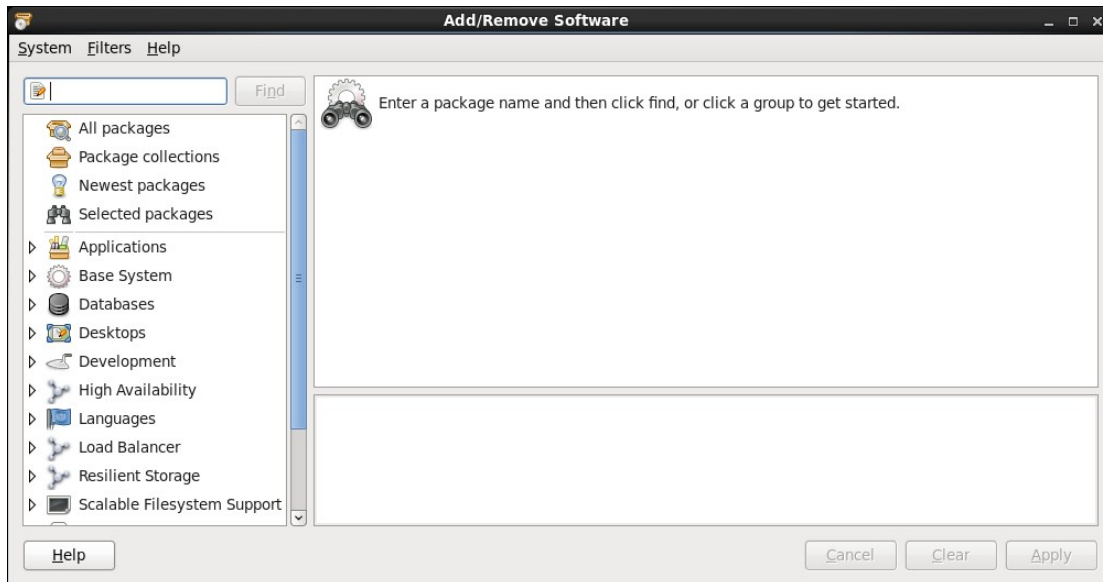 Add/Remove Software
System Filters Help
Find
Enter a package name and then click find, or click a group to get started.
All packages
Package collections
Newest packages
Selected packages
Applications
Base System
Databases
Desktops
Development
High Availability
Languages
Load Balancer
Resilient Storage
Scalable Filesystem Support
Help Cancel Clear Apply